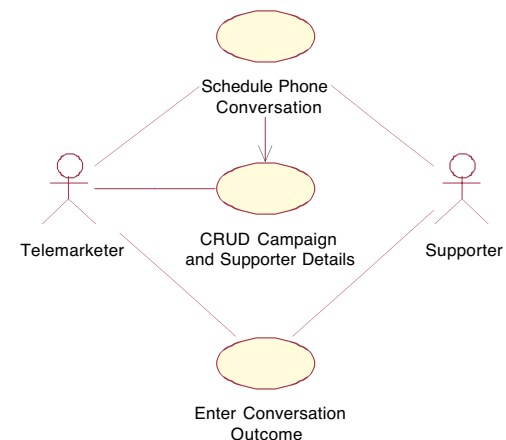 Schedule Phone
Conversation
Telemarketer
CRUD Campaign
and Supporter Details
Supporter
Enter Conversation
Outcome